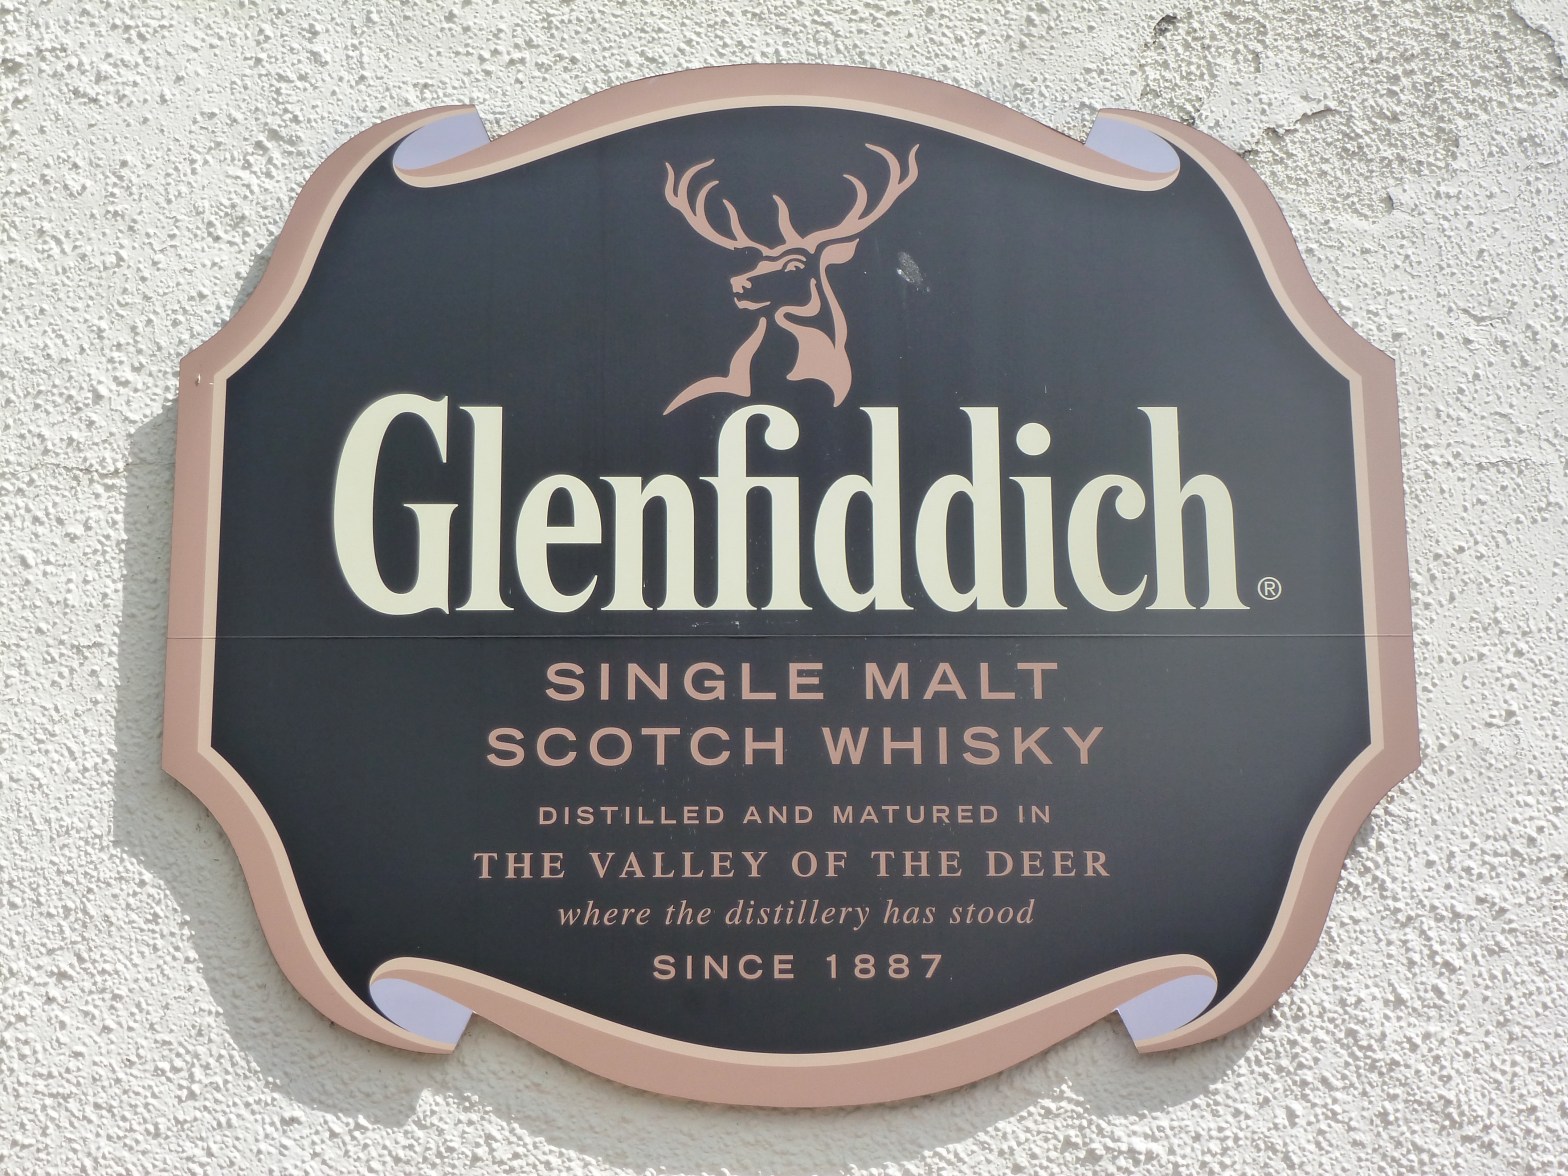 Glenfiddich®
SINGLE MALT
SCOTCH WHISKY
DISTILLED AND MATURED IN
THE VALLEY OF THE DEER
where the distillery has stood
SINCE 1887